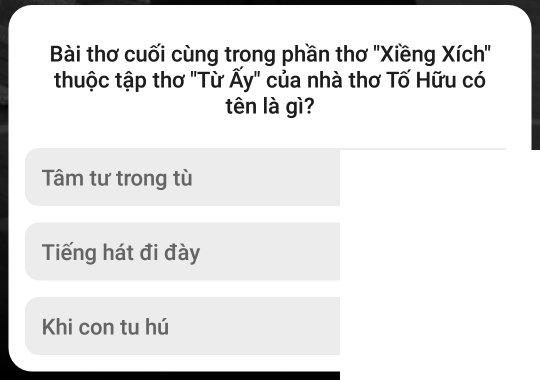 Bài thơ cuối cùng trong phần thơ "Xiềng Xích"
thuộc tập thơ "Từ Ấy" của nhà thơ Tố Hữu có
tên là gì?
Tâm tư trong tù
Tiếng hát đi đày
Khi con tu hú